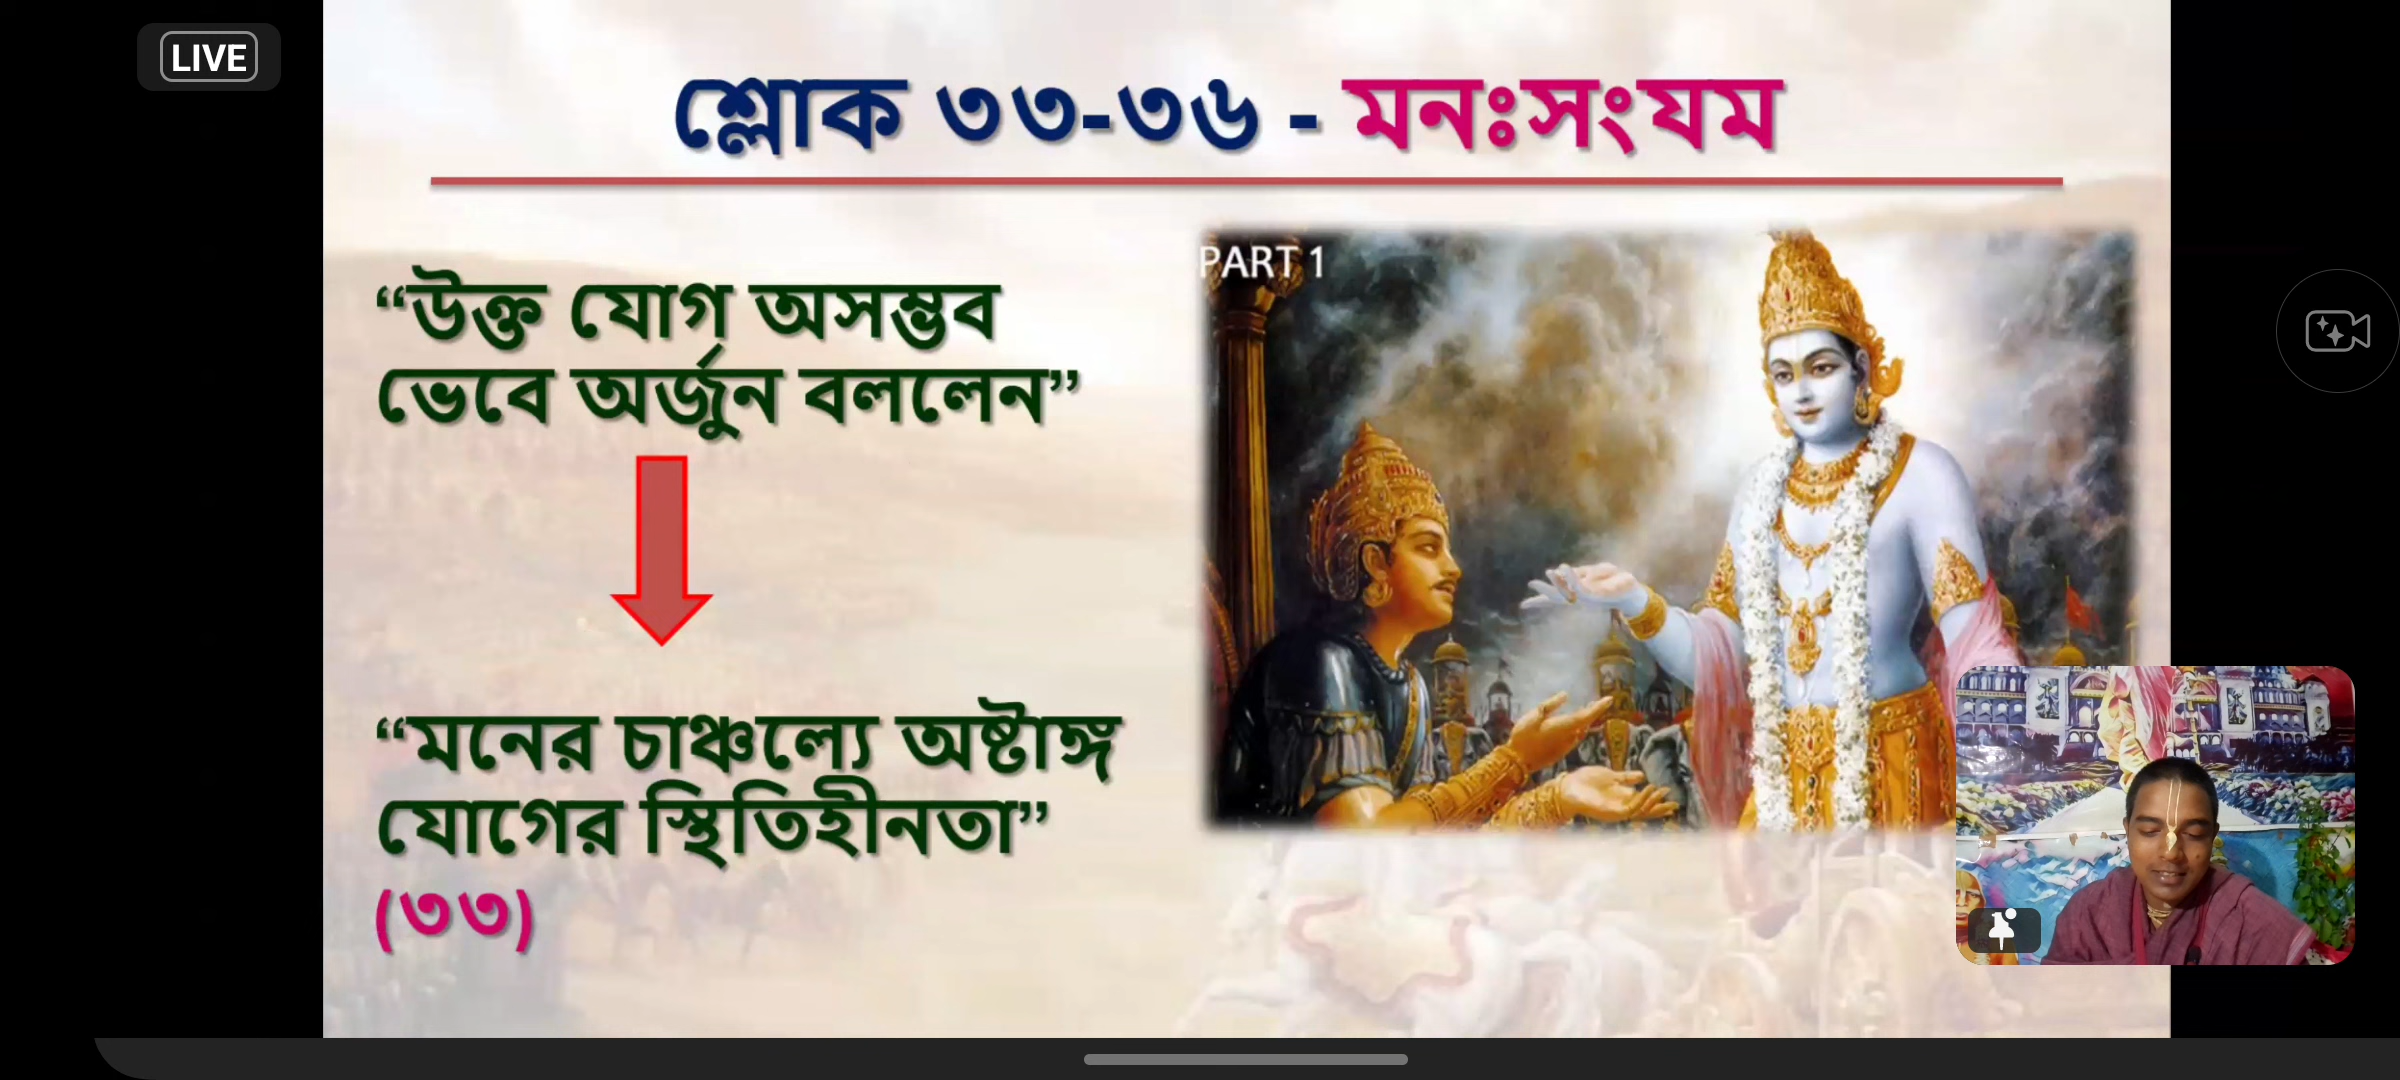 LIVE
শ্লোক ৩৩-৩৬ - মনঃসংযম
“উক্ত যোগ অসম্ভব
ভেবে অর্জুন বললেন”
PART 1
“মনের চাঞ্চল্যে অষ্টাঙ্গ
যোগের স্থিতিহীনতা”
(৩৩)